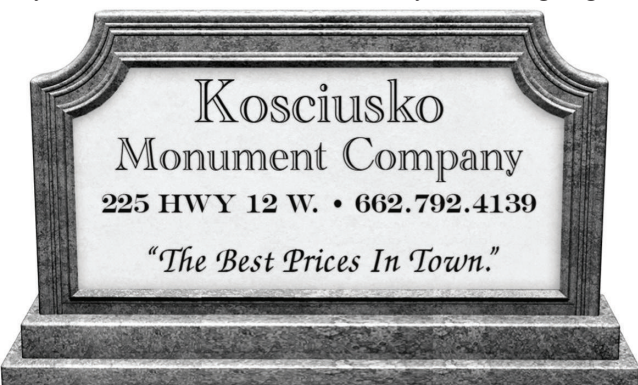 Kosciusko
Monument Company
225 HWY 12 W. • 662.792.4139
“The Best Prices In Town.”